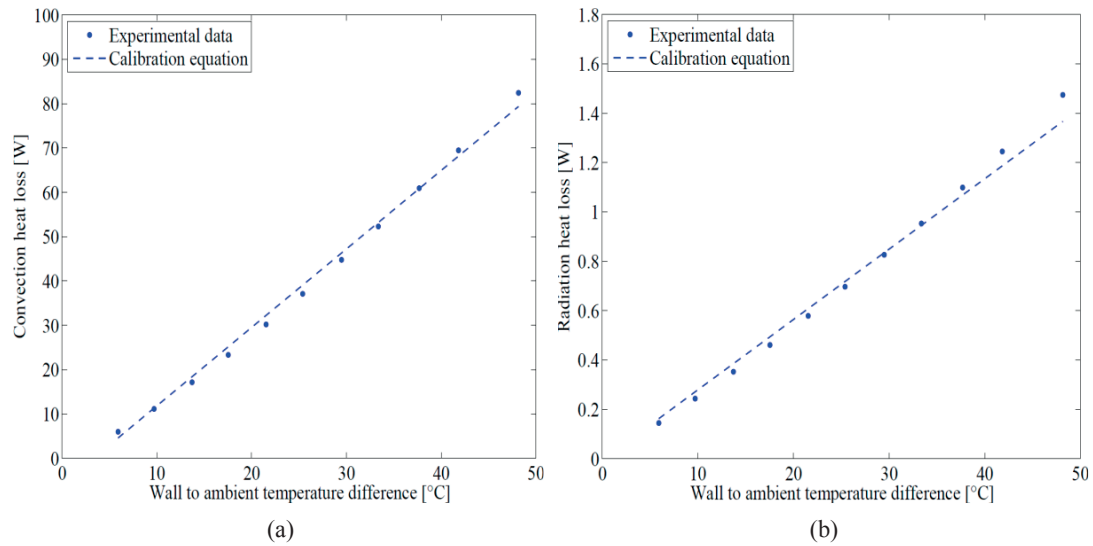 100
90
80
70
60
50
40
30
20
10
0
Convection heat loss [W]
Experimental data
Calibration equation
0 10 20 30 40 50
Wall to ambient temperature difference [°C]
(a)
1.8
1.6
1.4
1.2
1
0.8
0.6
0.4
0.2
0
Radiation heat loss [W]
Experimental data
Calibration equation
0 10 20 30 40 50
Wall to ambient temperature difference [°C]
(b)